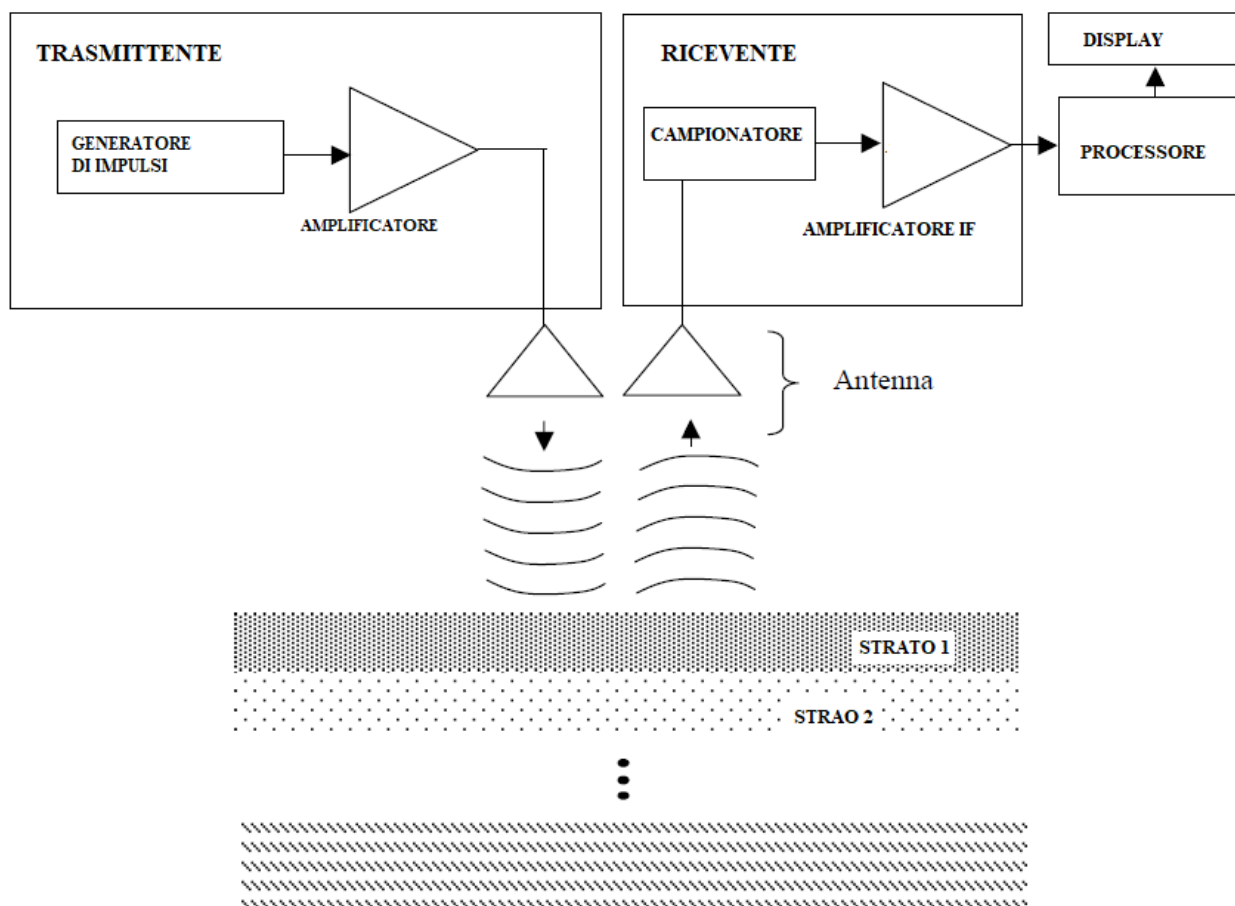 TRASMITTENTE
GENERATORE
DI IMPULSI
AMPLIFICATORE
RICEVENTE
CAMPIONATORE
AMPLIFICATORE IF
DISPLAY
PROCESSORE
Antenna
STRATO 1
STRAO 2